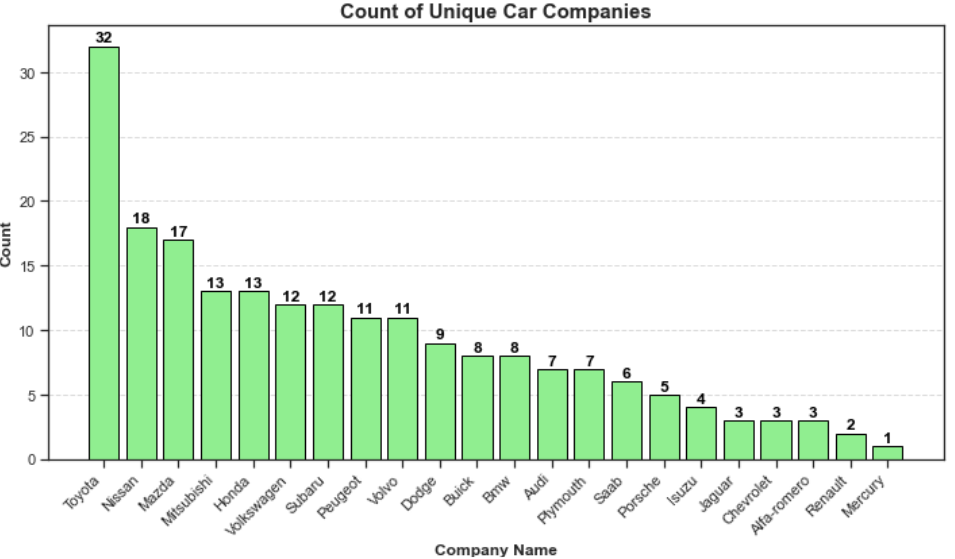 Count of Unique Car Companies
Count
30
25
20
15
10
5
0
32
18
17
13
13
12
12
11
11
9
8
8
7
7
6
5
4
3
3
3
2
1
Toyota
Nissan
Mazda
Mitsubishi
Honda
Volkswagen
Subaru
Peugeot
Volvo
Dodge
Buick
Bmw
Audi
Plymouth
Saab
Porsche
Isuzu
Jaguar
Chevrolet
Alfa-romero
Renault
Mercury
Company Name